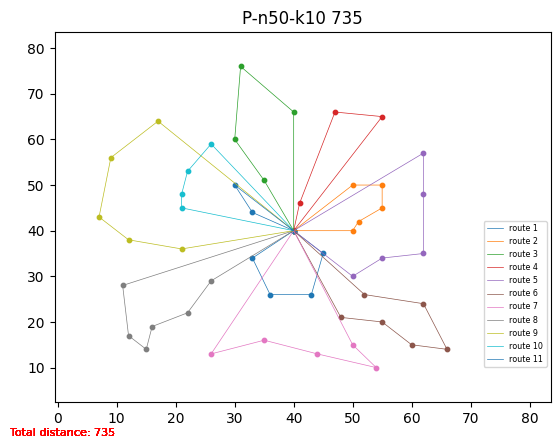 P-n50-k10 735
80
70
60
50
40
30
20
10
0 10 20 30 40 50 60 70 80
route 1
route 2
route 3
route 4
route 5
route 6
route 7
route 8
route 9
route 10
route 11
Total distance: 735